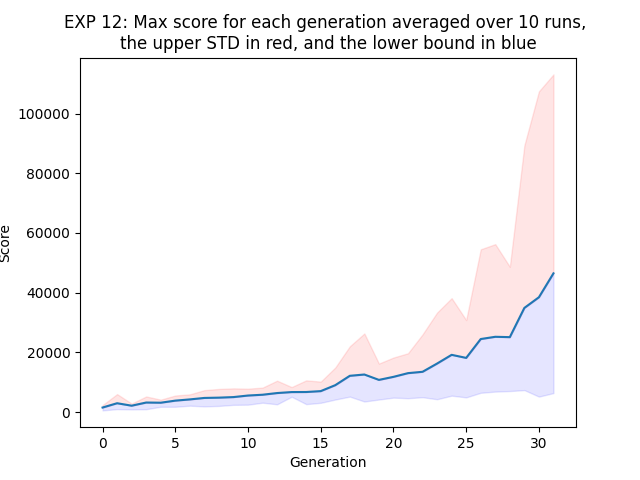 EXP 12: Max score for each generation averaged over 10 runs,
the upper STD in red, and the lower bound in blue
100000
80000
60000
40000
20000
0
Score
0 5 10 15 20 25 30
Generation